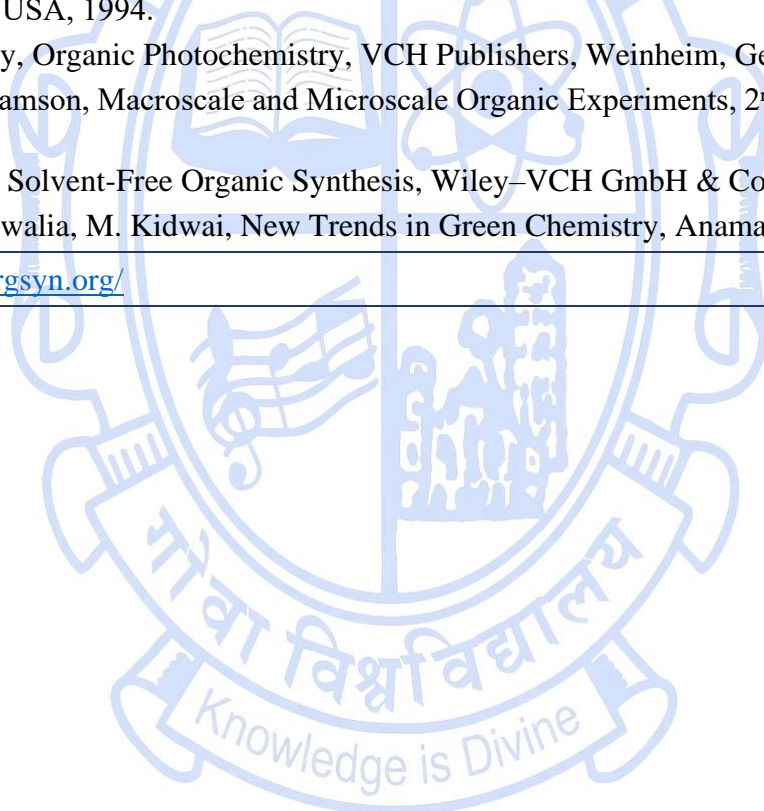 USA, 1994.
y, Organic Photochemistry, VCH Publishers, Weinheim, Ge
amson, Macroscale and Microscale Organic Experiments, 2ⁿ
Solvent-Free Organic Synthesis, Wiley–VCH GmbH & Co
walia, M. Kidwai, New Trends in Green Chemistry, Anama
rgsyn.org/
गोंवा विश्वविद्यालय
Knowledge is Divine